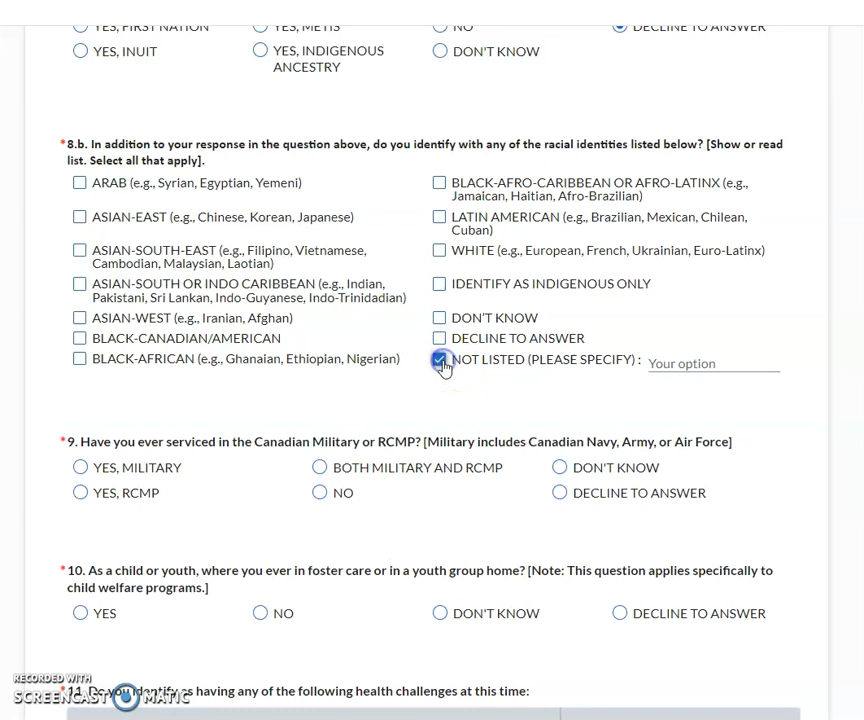 YES, FIRST NATION YES, METIS NO DECLINE TO ANSWER
YES, INUIT YES, INDIGENOUS DON'T KNOW
ANCESTRY
*8.b. In addition to your response in the question above, do you identify with any of the racial identities listed below? [Show or read
list. Select all that apply].
ARAB (e.g., Syrian, Egyptian, Yemeni)
BLACK-AFRO-CARIBBEAN OR AFRO-LATINX (e.g.,
Jamaican, Haitian, Afro-Brazilian)
ASIAN-EAST (e.g., Chinese, Korean, Japanese)
LATIN AMERICAN (e.g., Brazilian, Mexican, Chilean,
Cuban)
ASIAN-SOUTH-EAST (e.g., Filipino, Vietnamese,
Cambodian, Malaysian, Laotian)
WHITE (e.g., European, French, Ukrainian, Euro-Latinx)
ASIAN-SOUTH OR INDO CARIBBEAN (e.g., Indian,
Pakistani, Sri Lankan, Indo-Guyanese, Indo-Trinidadian)
IDENTIFY AS INDIGENOUS ONLY
ASIAN-WEST (e.g., Iranian, Afghan)
DON'T KNOW
BLACK-CANADIAN/AMERICAN
DECLINE TO ANSWER
BLACK-AFRICAN (e.g., Ghanaian, Ethiopian, Nigerian)
NOT LISTED (PLEASE SPECIFY) : Your option
*9. Have you ever serviced in the Canadian Military or RCMP? [Military includes Canadian Navy, Army, or Air Force]
YES, MILITARY BOTH MILITARY AND RCMP DON'T KNOW
YES, RCMP NO DECLINE TO ANSWER
*10. As a child or youth, where you ever in foster care or in a youth group home? [Note: This question applies specifically to
child welfare programs.]
YES NO DON'T KNOW DECLINE TO ANSWER
RECORDED WITH
SCREENCAST MATIC
*11. Do you identify as having any of the following health challenges at this time: